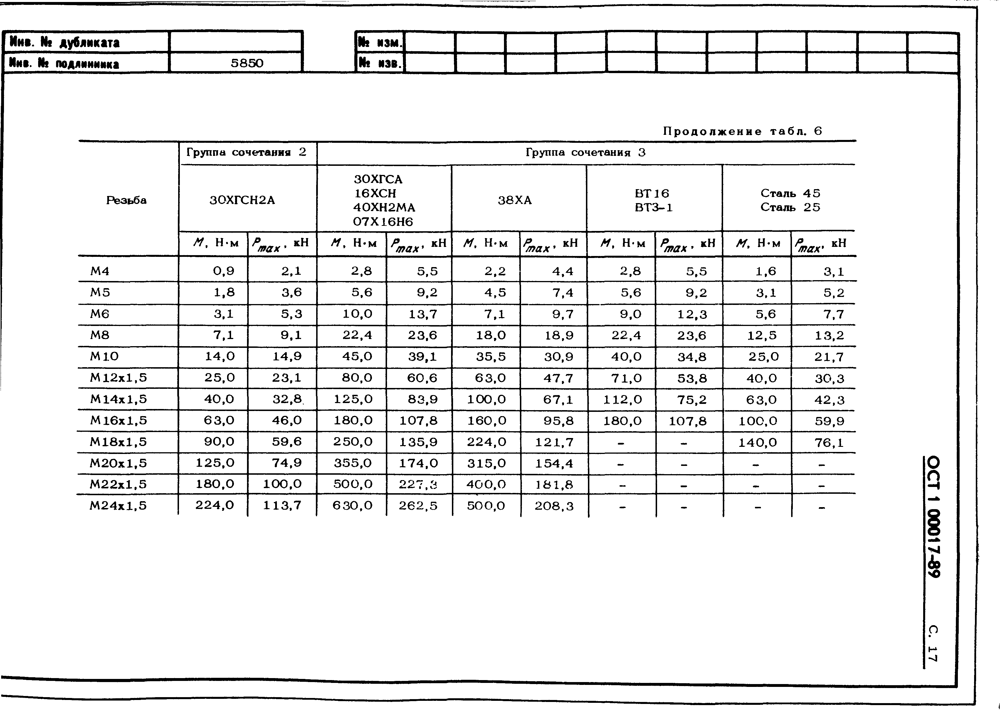 Инв. № дубликата
Инв. № подлинника 5850
№ изм.
№ изв.
Продолжение табл. 6
Резьба Группа сочетания 2 Группа сочетания 3
30ХГСН2А 30ХГСА 16ХСН 40ХН2МА 07Х16Н6 38ХА ВТ16 ВТ3-1 Сталь 45 Сталь 25
M, Н·м Pmax, кН M, Н·м Pmax, кН M, Н·м Pmax, кН M, Н·м Pmax, кН M, Н·м Pmax, кН
М4 0,9 2,1 2,8 5,5 2,2 4,4 2,8 5,5 1,6 3,1
М5 1,8 3,6 5,6 9,2 4,5 7,4 5,6 9,2 3,1 5,2
М6 3,1 5,3 10,0 13,7 7,1 9,7 9,0 12,3 5,6 7,7
М8 7,1 9,1 22,4 23,6 18,0 18,9 22,4 23,6 12,5 13,2
М10 14,0 14,9 45,0 39,1 35,5 30,9 40,0 34,8 25,0 21,7
М12х1,5 25,0 23,1 80,0 60,6 63,0 47,7 71,0 53,8 40,0 30,3
М14х1,5 40,0 32,8 125,0 83,9 100,0 67,1 112,0 75,2 63,0 42,3
М16х1,5 63,0 46,0 180,0 107,8 160,0 95,8 180,0 107,8 100,0 59,9
М18х1,5 90,0 59,6 250,0 135,9 224,0 121,7 - - 140,0 76,1
М20х1,5 125,0 74,9 355,0 174,0 315,0 154,4 - - - -
М22х1,5 180,0 100,0 500,0 227,3 400,0 181,8 - - - -
М24х1,5 224,0 113,7 630,0 262,5 500,0 208,3 - - - -
ОСТ 1 00017-89 С. 17